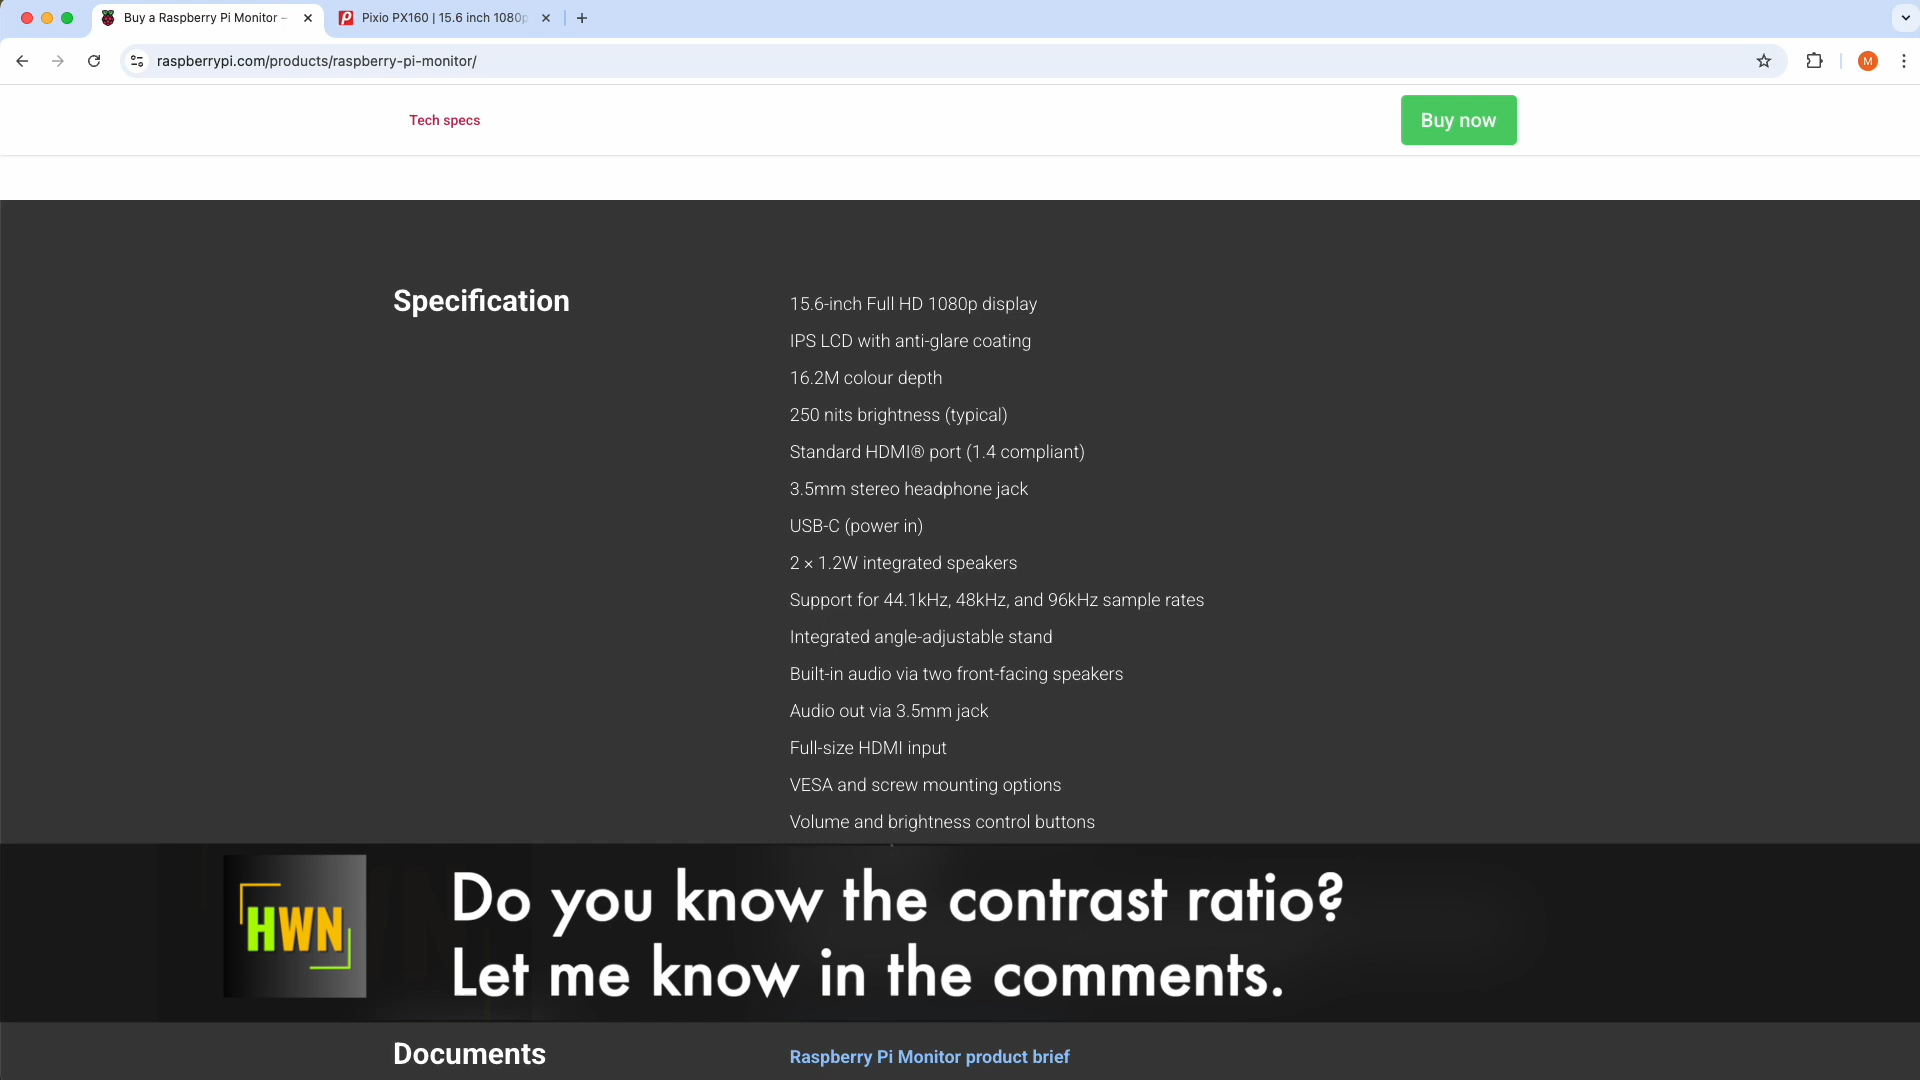 Buy a Raspberry Pi Monitor –
Pixio PX160 | 15.6 inch 1080p
raspberrypi.com/products/raspberry-pi-monitor/
M
Tech specs
Buy now
Specification
15.6-inch Full HD 1080p display
IPS LCD with anti-glare coating
16.2M colour depth
250 nits brightness (typical)
Standard HDMI® port (1.4 compliant)
3.5mm stereo headphone jack
USB-C (power in)
2 × 1.2W integrated speakers
Support for 44.1kHz, 48kHz, and 96kHz sample rates
Integrated angle-adjustable stand
Built-in audio via two front-facing speakers
Audio out via 3.5mm jack
Full-size HDMI input
VESA and screw mounting options
Volume and brightness control buttons
HWN
Do you know the contrast ratio?
Let me know in the comments.
Documents
Raspberry Pi Monitor product brief